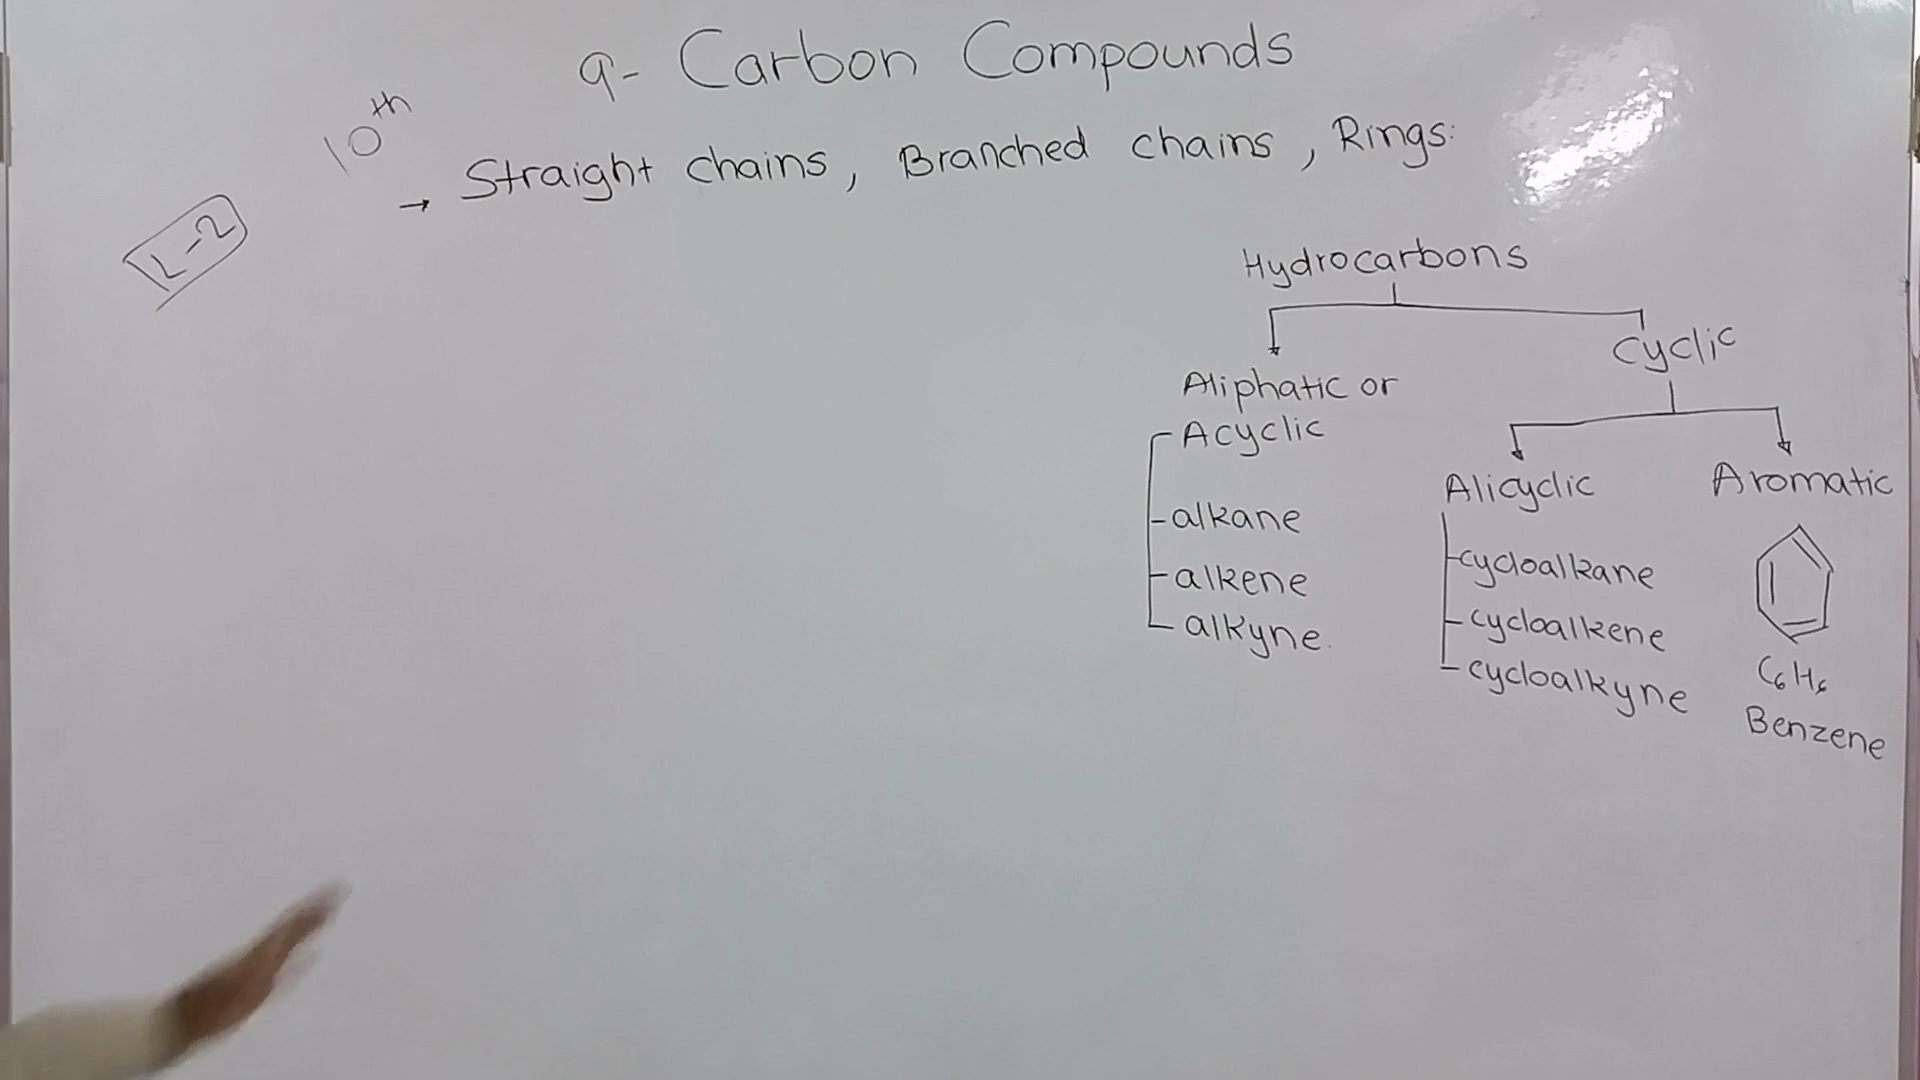 9- Carbon Compounds
10th
→ Straight chains, Branched chains, Rings:
L-2
Hydrocarbons
Cyclic
Aliphatic or
Acyclic
-alkane
-alkene
-alkyne.
Alicyclic
-cycloalkane
-cycloalkene
-cycloalkyne
Aromatic
C₆H₆
Benzene